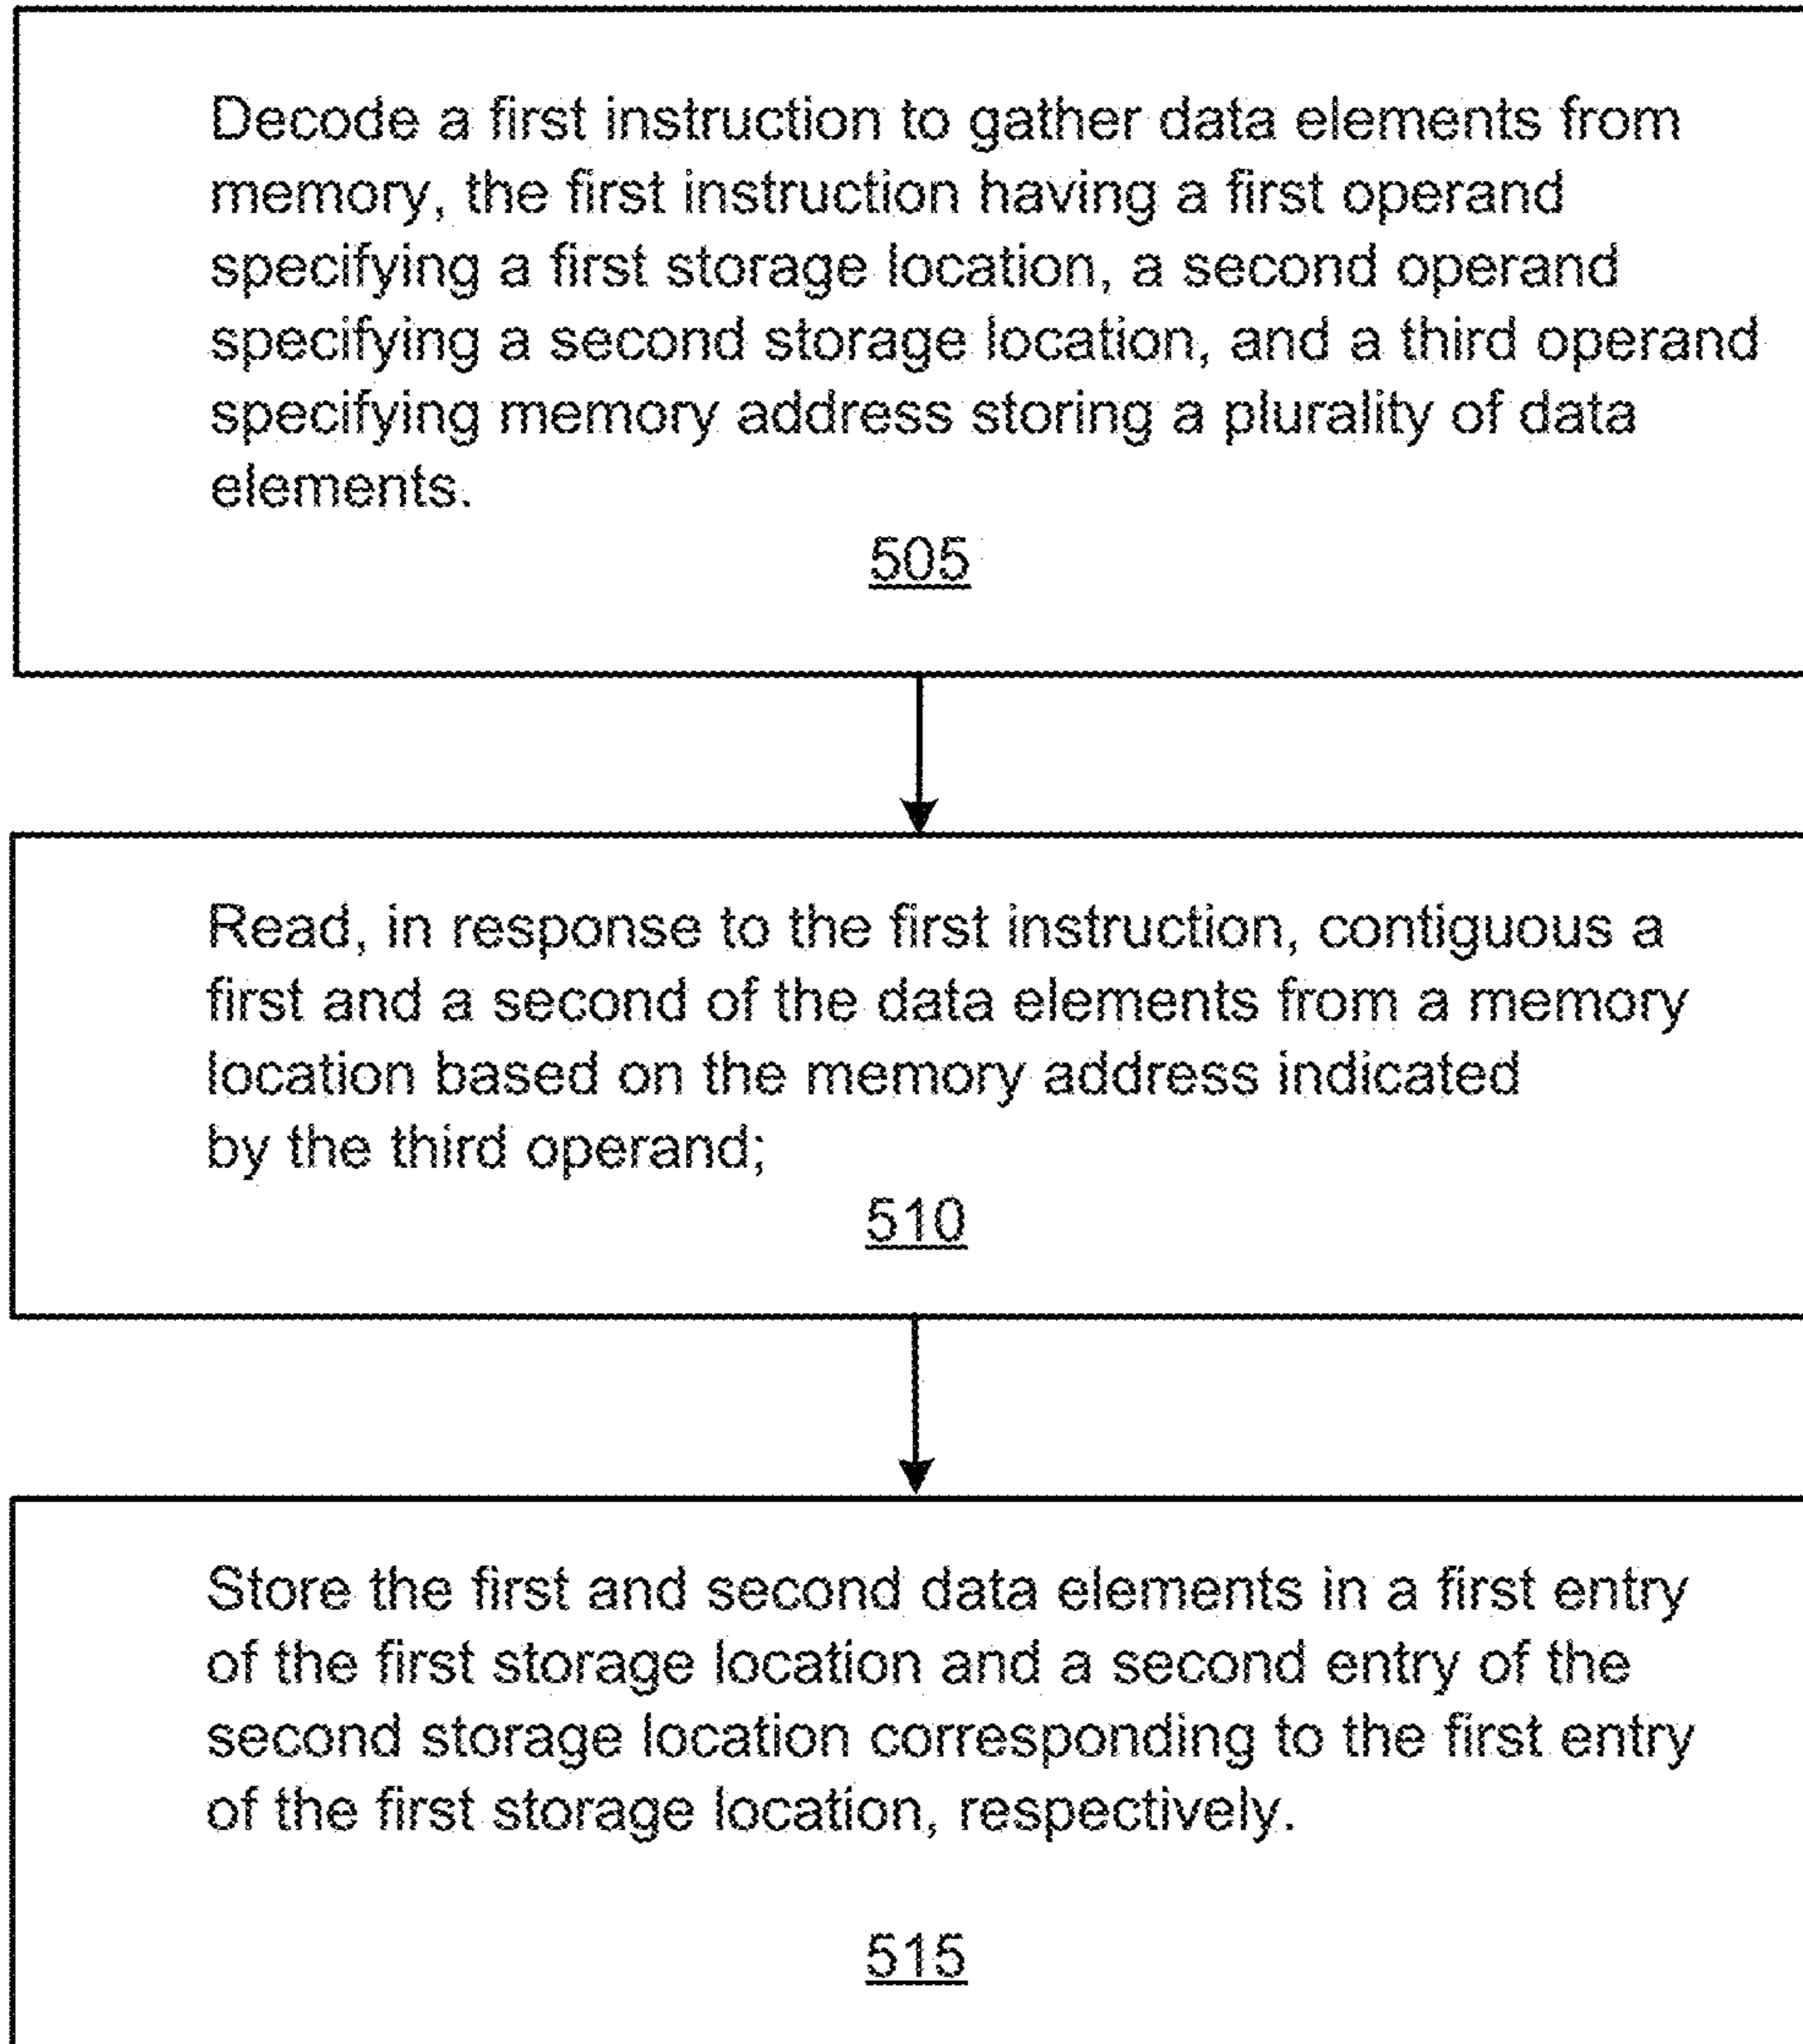 Decode a first instruction to gather data elements from
memory, the first instruction having a first operand
specifying a first storage location, a second operand
specifying a second storage location, and a third operand
specifying memory address storing a plurality of data
elements.
505
Read, in response to the first instruction, contiguous a
first and a second of the data elements from a memory
location based on the memory address indicated
by the third operand;
510
Store the first and second data elements in a first entry
of the first storage location and a second entry of the
second storage location corresponding to the first entry
of the first storage location, respectively.
515